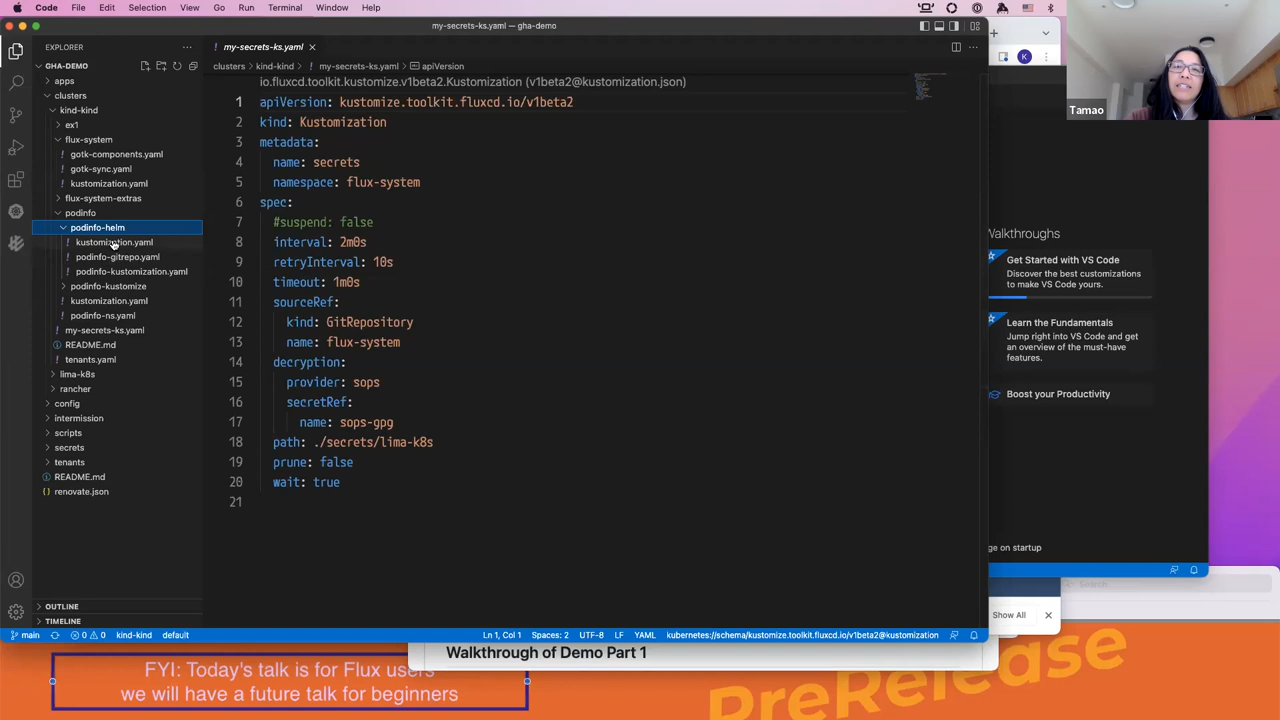 Code File Edit Selection View Go Run Terminal Window Help
my-secrets-ks.yaml — gha-demo
EXPLORER
GHA-DEMO
apps
clusters
kind-kind
ex1
flux-system
gotk-components.yaml
gotk-sync.yaml
kustomization.yaml
flux-system-extras
podinfo
podinfo-helm
kustomization.yaml
podinfo-gitrepo.yaml
podinfo-kustomization.yaml
podinfo-kustomize
kustomization.yaml
podinfo-ns.yaml
my-secrets-ks.yaml
README.md
tenants.yaml
lima-k8s
rancher
config
intermission
scripts
secrets
tenants
README.md
renovate.json
OUTLINE
TIMELINE
my-secrets-ks.yaml
clusters > kind-kind > my-secrets-ks.yaml > apiVersion
io.fluxcd.toolkit.kustomize.v1beta2.Kustomization (v1beta2@kustomization.json)
1 apiVersion: kustomize.toolkit.fluxcd.io/v1beta2
2 kind: Kustomization
3 metadata:
4 name: secrets
5 namespace: flux-system
6 spec:
7 #suspend: false
8 interval: 2m0s
9 retryInterval: 10s
10 timeout: 1m0s
11 sourceRef:
12 kind: GitRepository
13 name: flux-system
14 decryption:
15 provider: sops
16 secretRef:
17 name: sops-gpg
18 path: ./secrets/lima-k8s
19 prune: false
20 wait: true
21
main 0 0 kind-kind default Ln 1, Col 1 Spaces: 2 UTF-8 LF YAML kubernetes://schema/kustomize.toolkit.fluxcd.io/v1beta2@kustomization
K
Tamao
Walkthroughs
Get Started with VS Code
Discover the best customizations
to make VS Code yours.
Learn the Fundamentals
Jump right into VS Code and get
an overview of the must-have
features.
Boost your Productivity
ge on startup
Search
Show All
Walkthrough of Demo Part 1
FYI: Today's talk is for Flux users
we will have a future talk for beginners
PreRelease